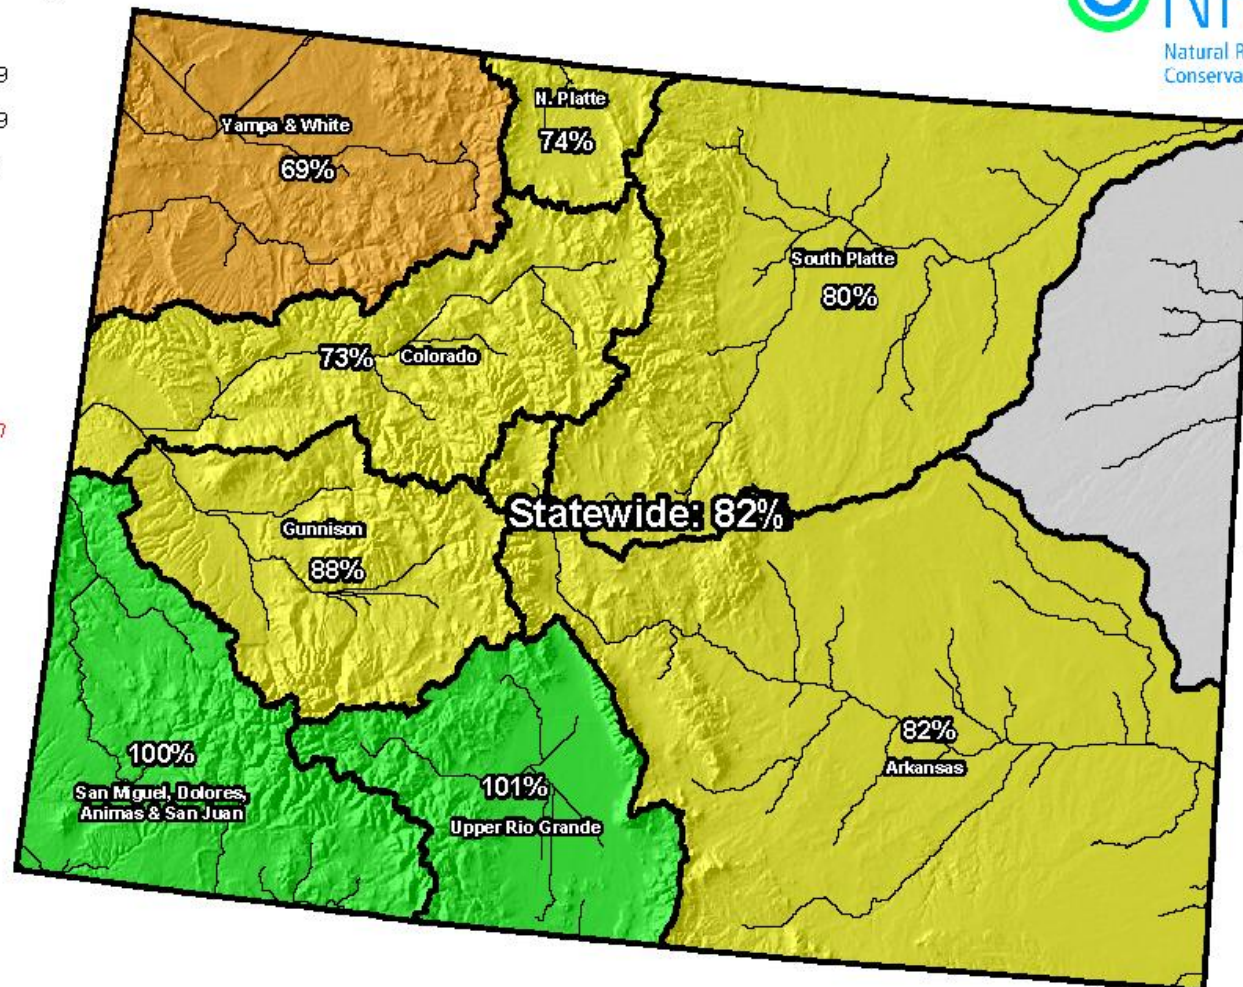 Natural R
Conserva
N. Platte
74%
Yampa & White
69%
South Platte
80%
73% Colorado
Statewide: 82%
Gunnison
88%
82%
Arkansas
100%
San Miguel, Dolores,
Animas & San Juan
101%
Upper Rio Grande